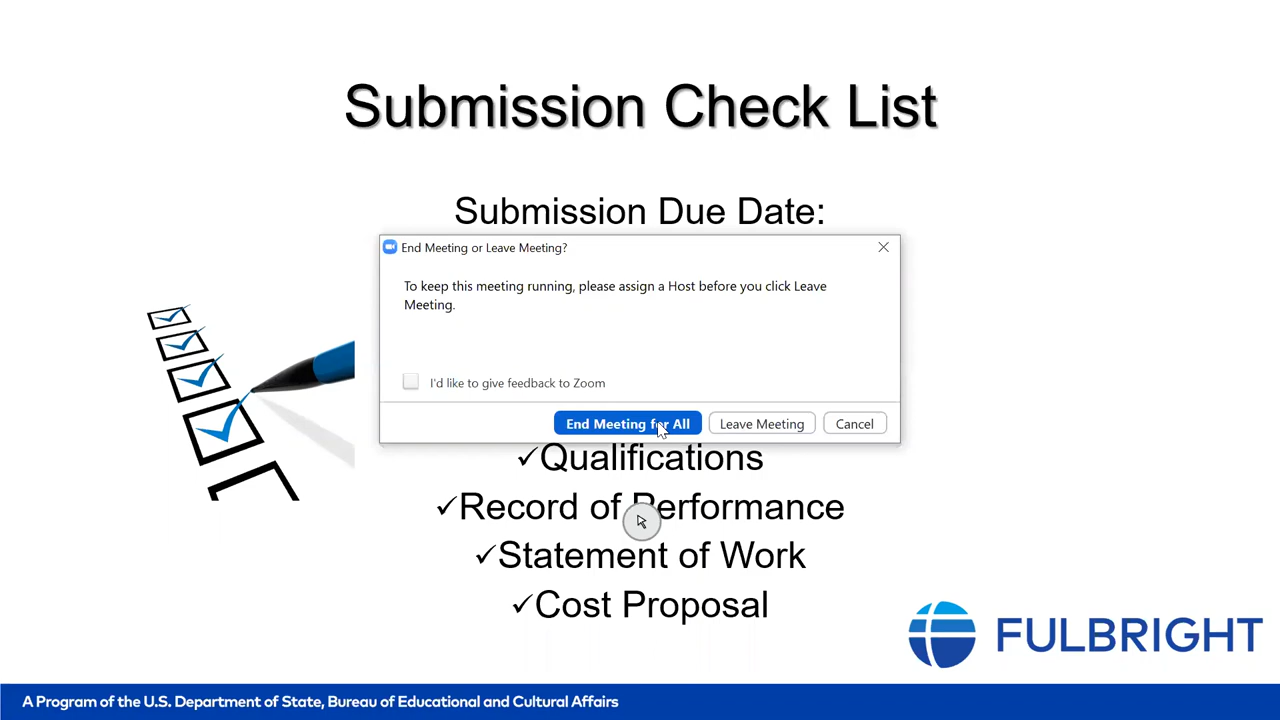 Submission Check List
Submission Due Date:
End Meeting or Leave Meeting?
To keep this meeting running, please assign a Host before you click Leave
Meeting.
I'd like to give feedback to Zoom
End Meeting for All
Leave Meeting
Cancel
✓Qualifications
✓Record of Performance
✓Statement of Work
✓Cost Proposal
FULBRIGHT
A Program of the U.S. Department of State, Bureau of Educational and Cultural Affairs